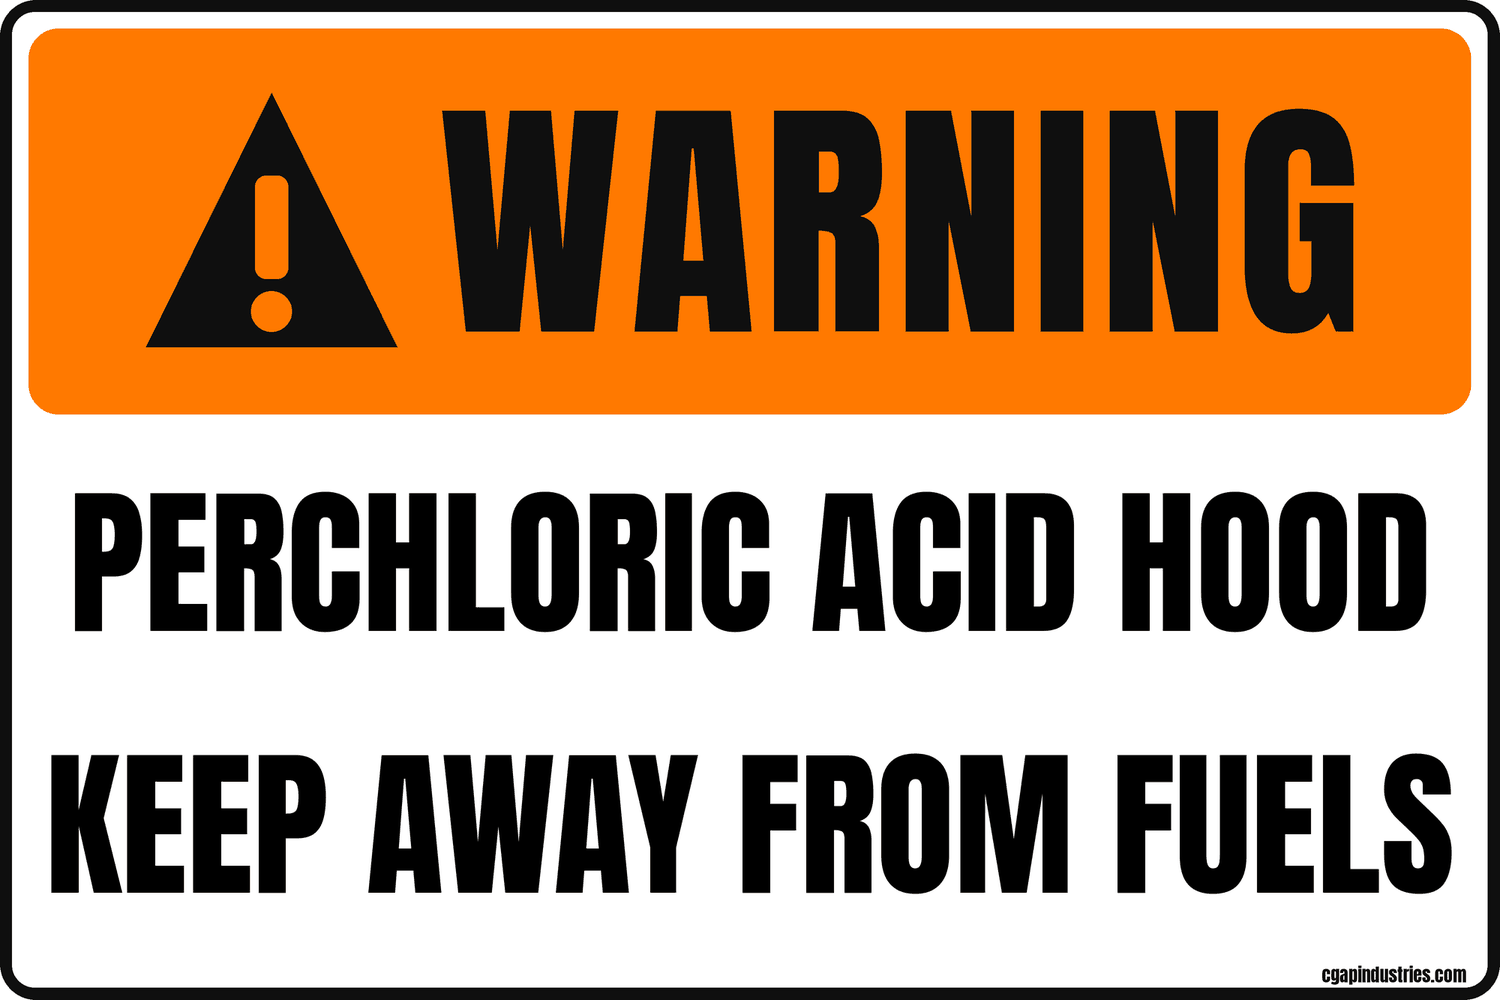 WARNING
PERCHLORIC ACID HOOD
KEEP AWAY FROM FUELS
cgapindustries.com